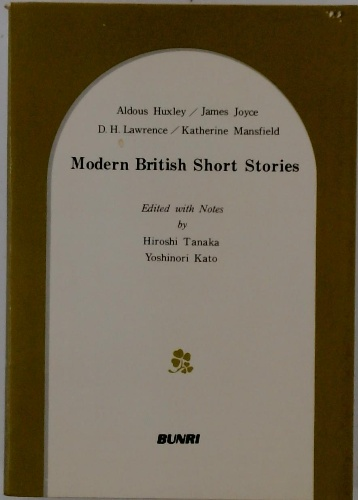 Aldous Huxley / James Joyce
D. H. Lawrence / Katherine Mansfield
Modern British Short Stories
Edited with Notes
by
Hiroshi Tanaka
Yoshinori Kato
BUNRI